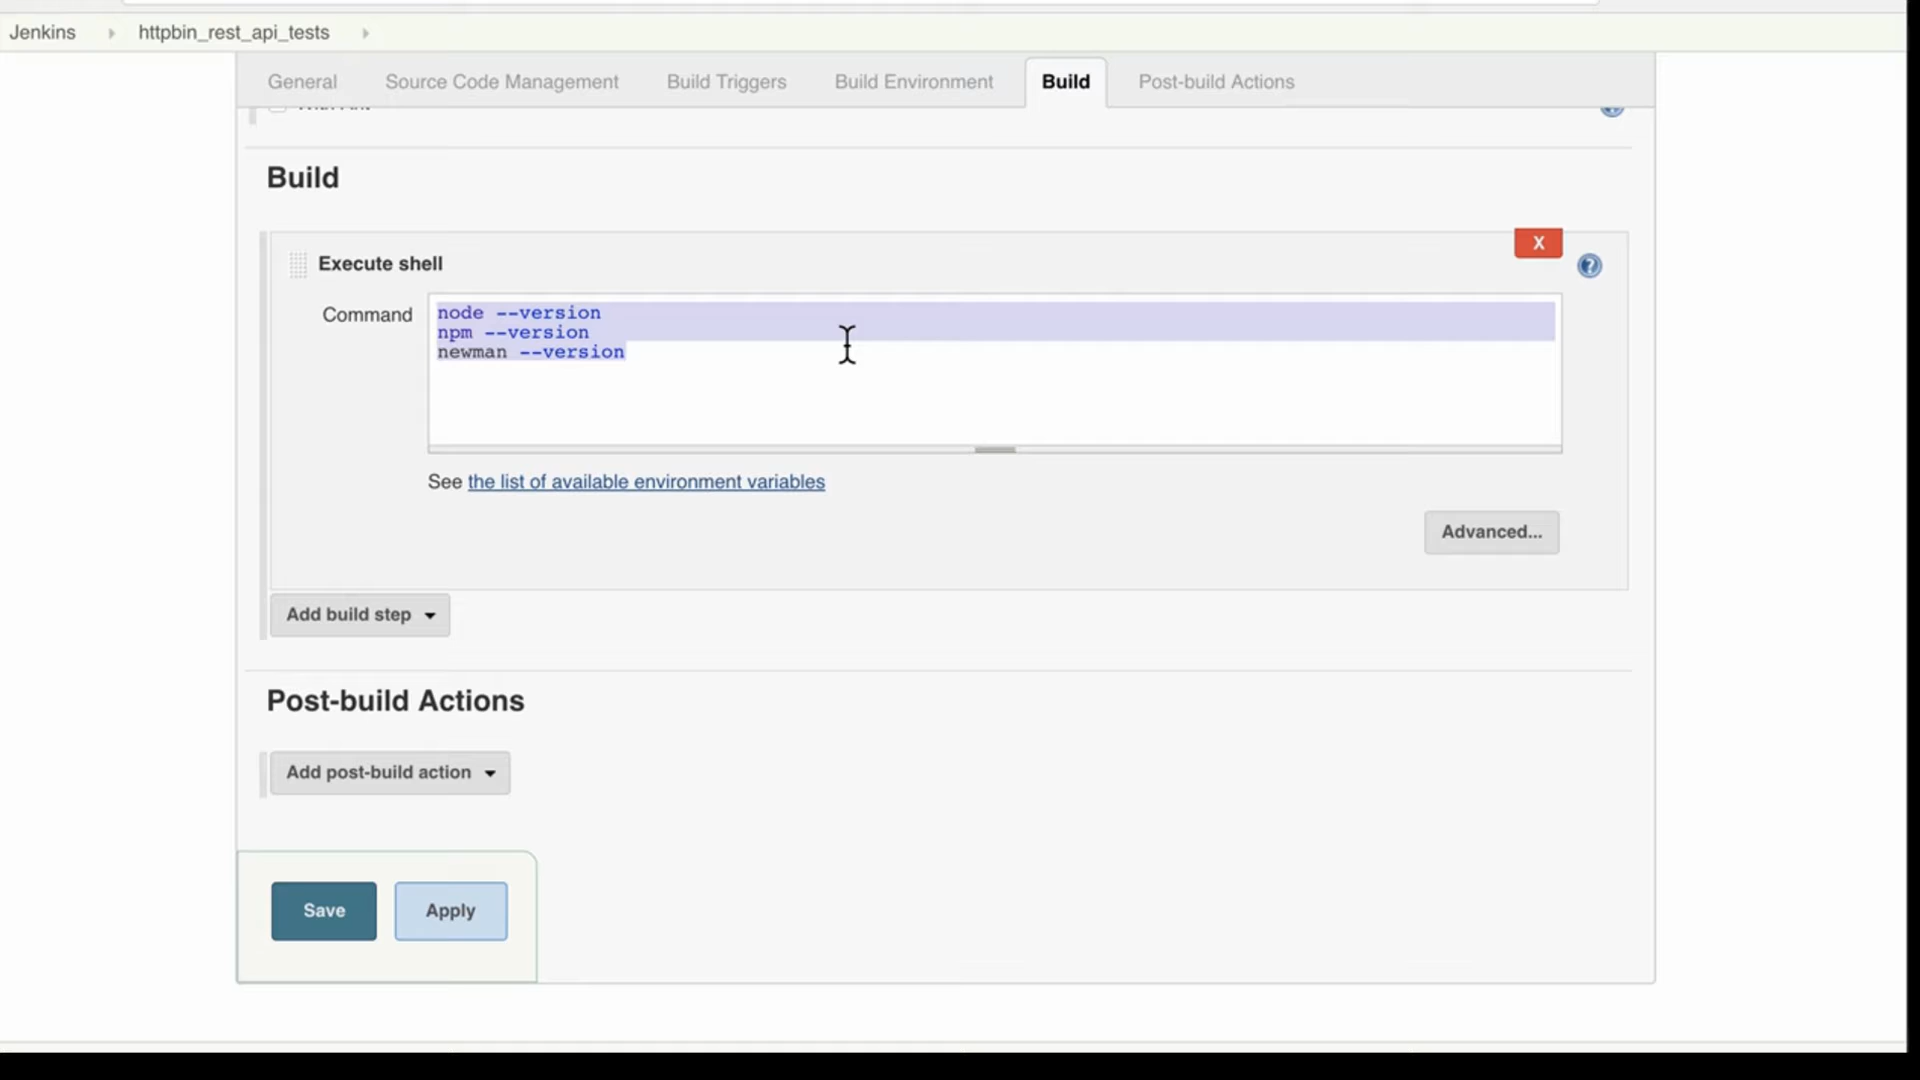 Jenkins httpbin_rest_api_tests
General Source Code Management Build Triggers Build Environment Build Post-build Actions
Build
X
Execute shell
Command
node --version
npm --version
newman --version
See the list of available environment variables
Advanced...
Add build step
Post-build Actions
Add post-build action
Save Apply